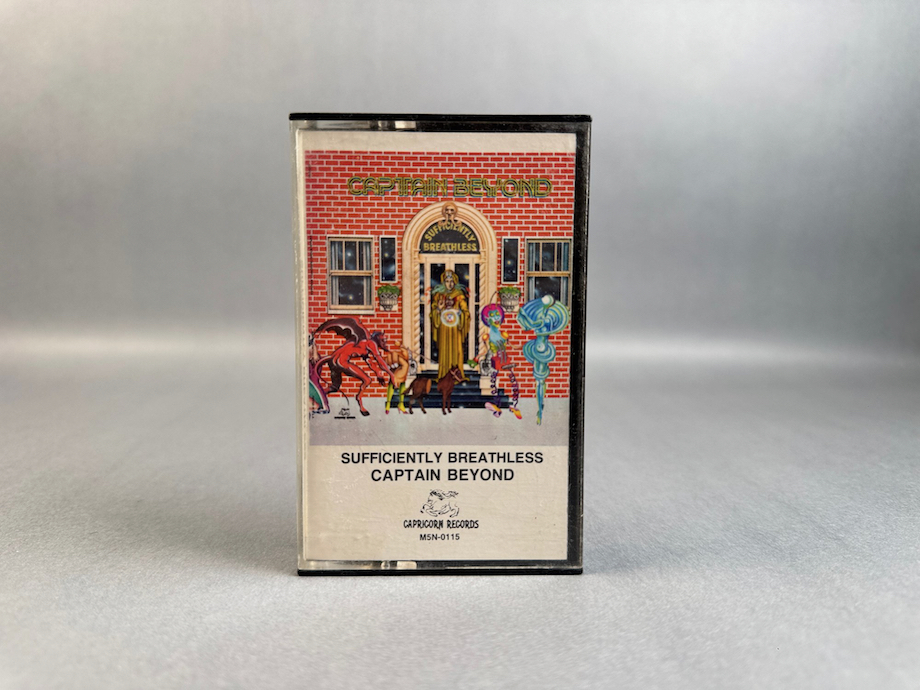 CAPTAIN BEYOND
SUFFICIENTLY
BREATHLESS
SUFFICIENTLY BREATHLESS
CAPTAIN BEYOND
CAPRICORN RECORDS
M5N-0115